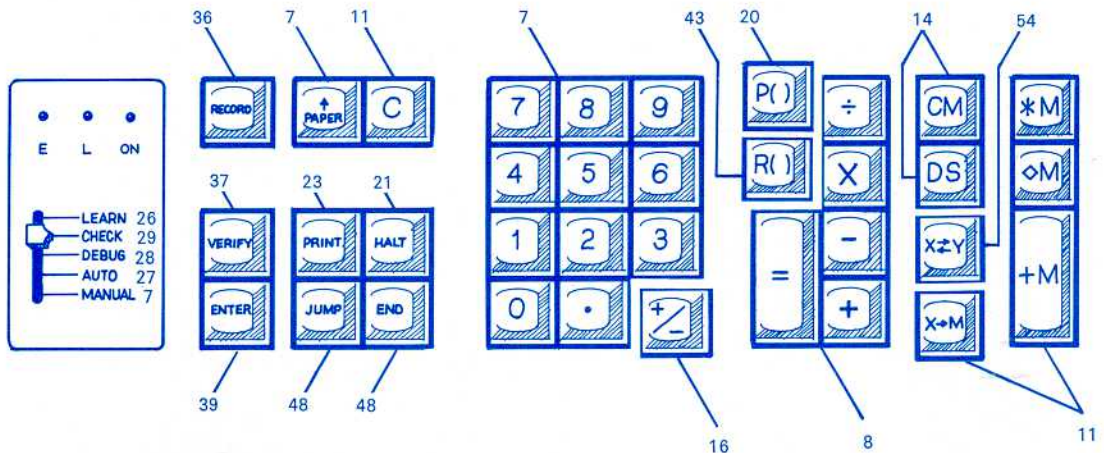 36 7 11 7 43 20 14 54
RECORD ↑ PAPER C 7 8 9 P( ) ÷ CM *M
E L ON
4 5 6 R( ) X DS ◇M
37 23 21
LEARN 26
CHECK 29
DEBUG 28
AUTO 27
MANUAL 7
VERIFY PRINT HALT 1 2 3 = - X⇄Y +M
ENTER JUMP END 0 . +/- + X→M
39 48 48 16 8 11